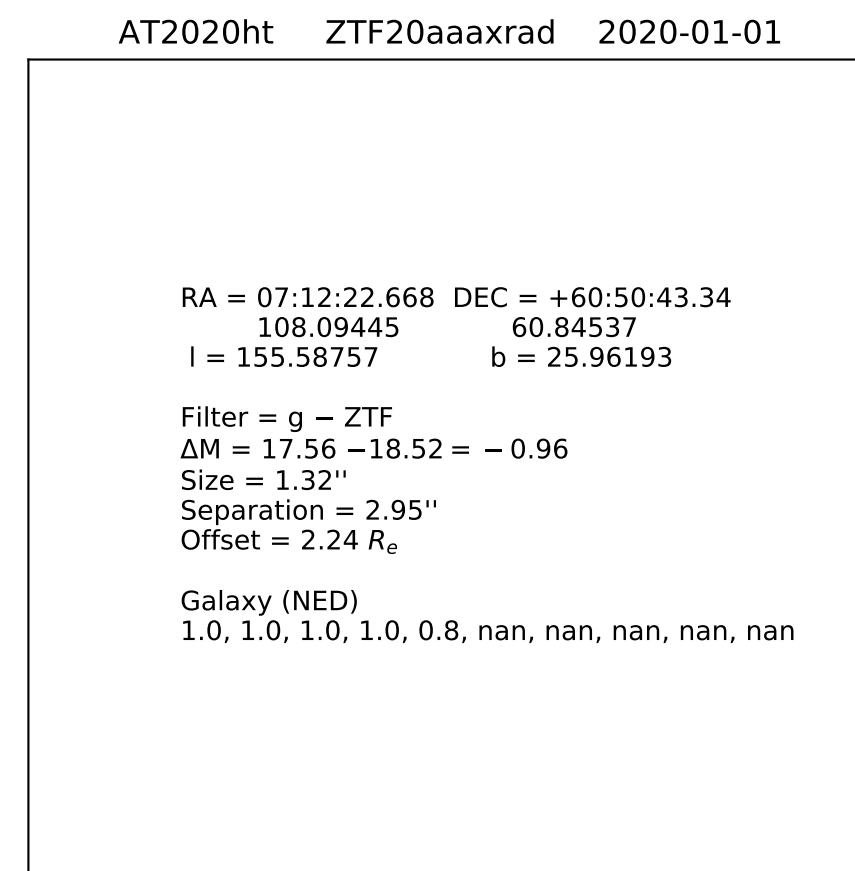 AT2020ht ZTF20aaaxrad 2020-01-01
RA = 07:12:22.668 DEC = +60:50:43.34
108.09445 60.84537
l = 155.58757 b = 25.96193
Filter = g − ZTF
ΔM = 17.56 −18.52 = − 0.96
Size = 1.32''
Separation = 2.95''
Offset = 2.24 Re
Galaxy (NED)
1.0, 1.0, 1.0, 1.0, 0.8, nan, nan, nan, nan, nan